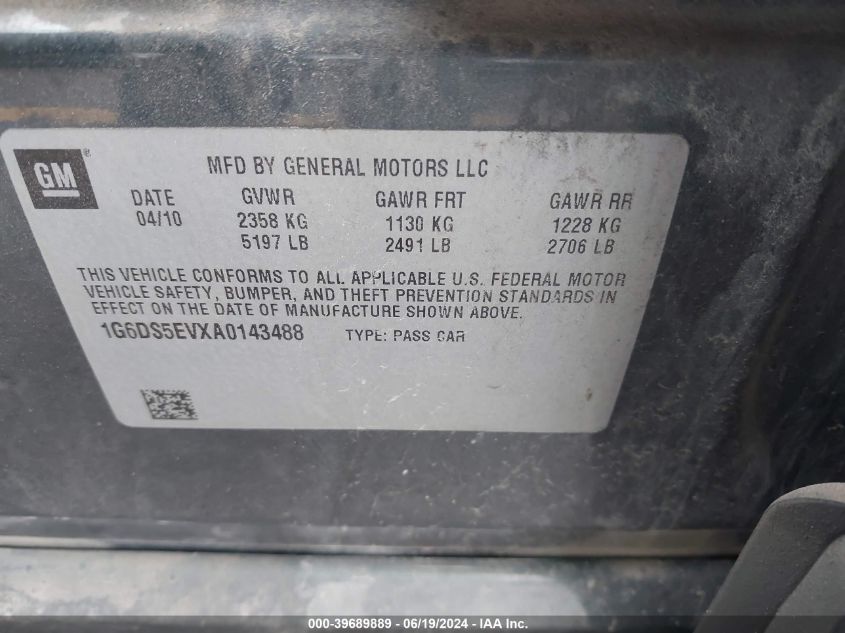 GM®
MFD BY GENERAL MOTORS LLC
DATE GVWR GAWR FRT GAWR RR
04/10 2358 KG 1130 KG 1228 KG
5197 LB 2491 LB 2706 LB
THIS VEHICLE CONFORMS TO ALL APPLICABLE U.S. FEDERAL MOTOR
VEHICLE SAFETY, BUMPER, AND THEFT PREVENTION STANDARDS IN
EFFECT ON THE DATE OF MANUFACTURE SHOWN ABOVE.
1G6DS5EVXA0143488 TYPE: PASS CAR
000-39689889 - 06/19/2024 - IAA Inc.